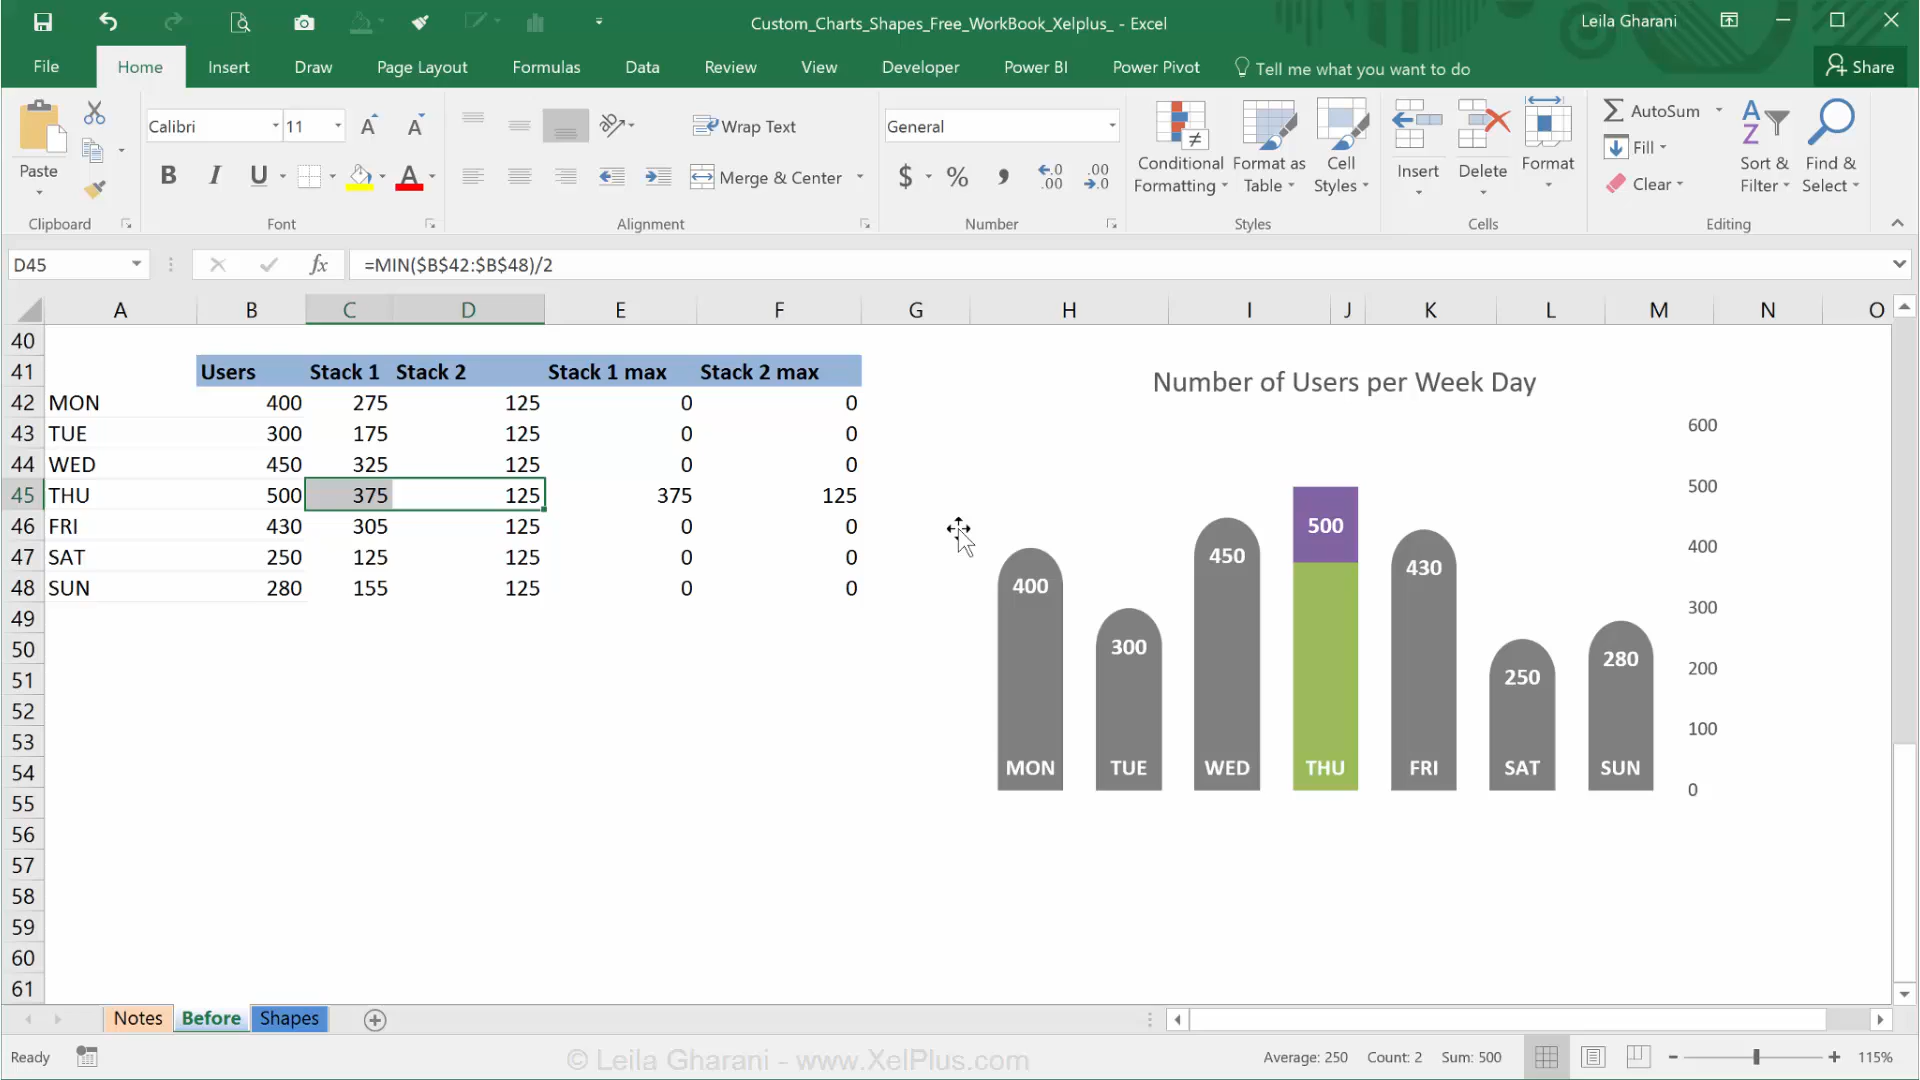 Custom_Charts_Shapes_Free_WorkBook_Xelplus_ - Excel
Leila Gharani
File Home Insert Draw Page Layout Formulas Data Review View Developer Power BI Power Pivot Tell me what you want to do Share
Paste
Clipboard
Calibri 11
B I U A
Font
Wrap Text
Merge & Center
Alignment
General
$ % , .0 .00 .00 .0
Number
Conditional Formatting
Format as Table
Cell Styles
Styles
Insert
Delete
Format
Cells
AutoSum
Fill
Clear
Sort & Filter
Find & Select
Editing
D45 fx =MIN($B$42:$B$48)/2
A B C D E F G H I J K L M N O
40
41 Users Stack 1 Stack 2 Stack 1 max Stack 2 max
42 MON 400 275 125 0 0
43 TUE 300 175 125 0 0
44 WED 450 325 125 0 0
45 THU 500 375 125 375 125
46 FRI 430 305 125 0 0
47 SAT 250 125 125 0 0
48 SUN 280 155 125 0 0
49
50
51
52
53
54
55
56
57
58
59
60
61
Number of Users per Week Day
600
500
400
300
200
100
0
400 300 450 500 430 250 280
MON TUE WED THU FRI SAT SUN
Notes Before Shapes
Ready
© Leila Gharani - www.XelPlus.com
Average: 250 Count: 2 Sum: 500
115%